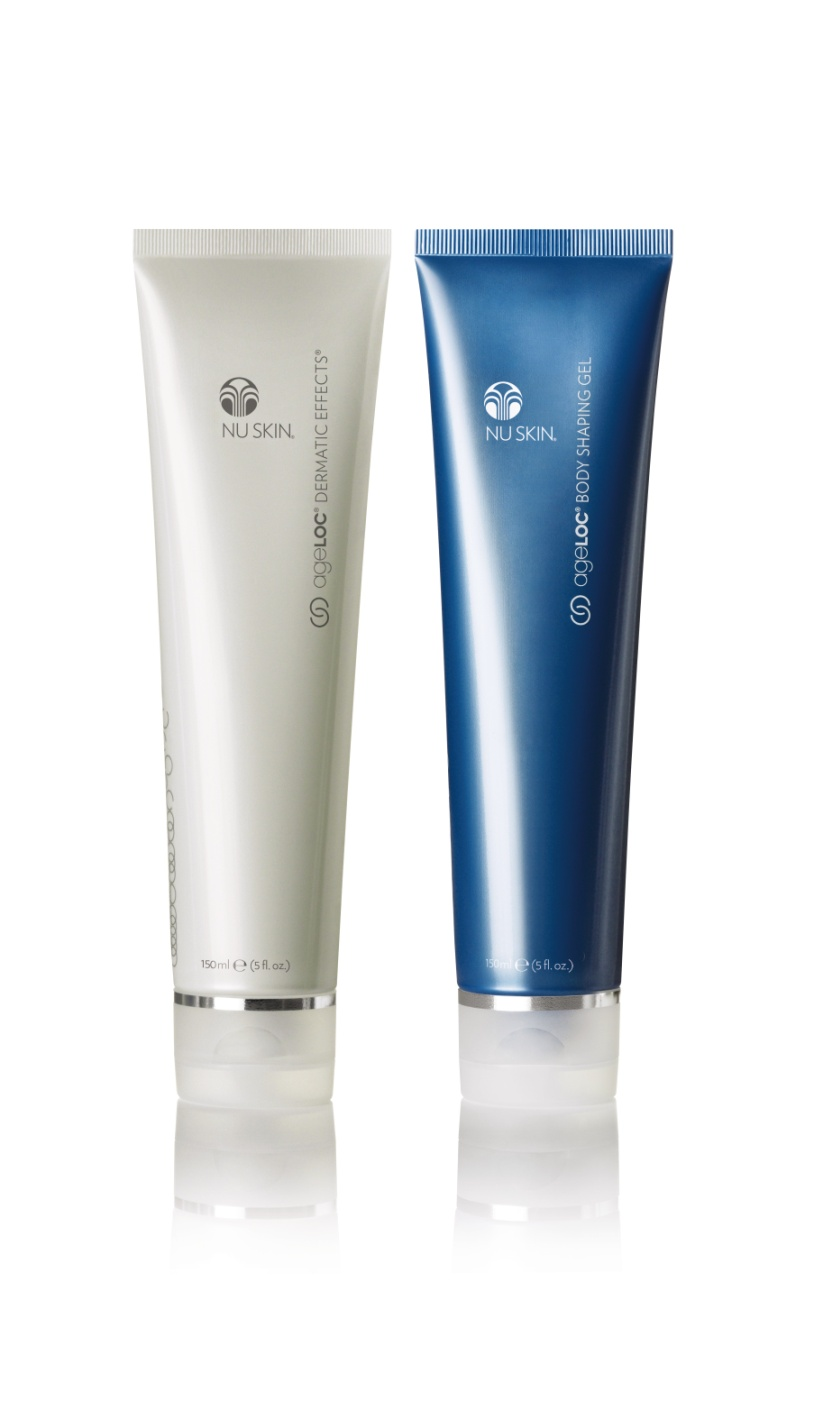 NU SKIN®
ageLOC® DERMATIC EFFECTS®
150 ml ℮ (5 fl. oz.)
NU SKIN®
ageLOC® BODY SHAPING GEL
150 ml ℮ (5 fl. oz.)